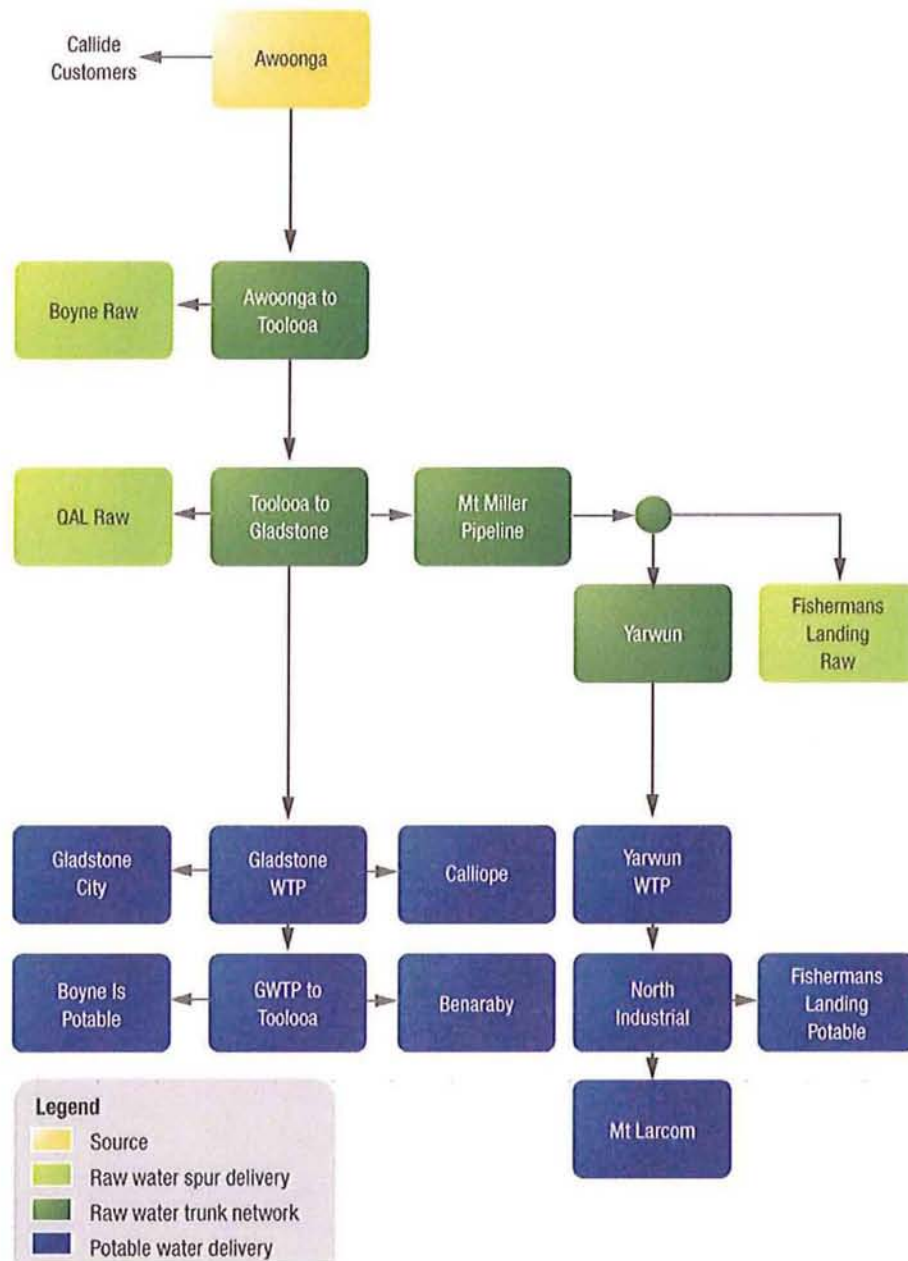 Callide
Customers
Awoonga
Boyne Raw
Awoonga to
Toolooa
QAL Raw
Toolooa to
Gladstone
Mt Miller
Pipeline
Yarwun
Fishermans
Landing
Raw
Gladstone
City
Gladstone
WTP
Calliope
Yarwun
WTP
Boyne Is
Potable
GWTP to
Toolooa
Benaraby
North
Industrial
Fishermans
Landing
Potable
Mt Larcom
Legend
Source
Raw water spur delivery
Raw water trunk network
Potable water delivery